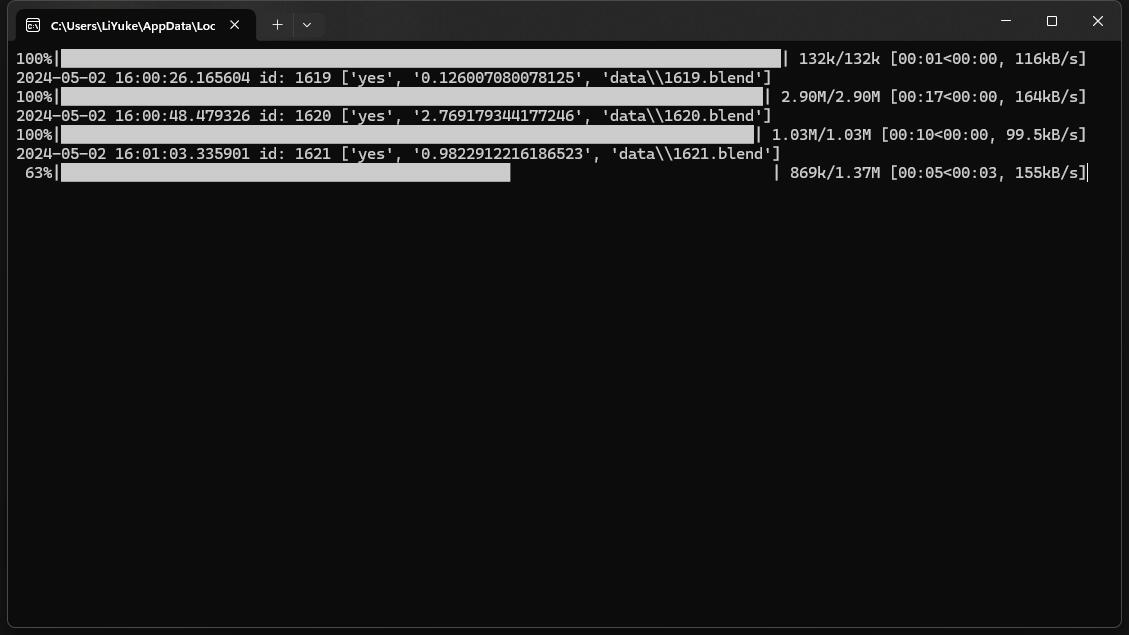 C:\Users\LiYuke\AppData\Loc
100%| | 132k/132k [00:01<00:00, 116kB/s]
2024-05-02 16:00:26.165604 id: 1619 ['yes', '0.126007080078125', 'data\\1619.blend']
100%| | 2.90M/2.90M [00:17<00:00, 164kB/s]
2024-05-02 16:00:48.479326 id: 1620 ['yes', '2.769179344177246', 'data\\1620.blend']
100%| | 1.03M/1.03M [00:10<00:00, 99.5kB/s]
2024-05-02 16:01:03.335901 id: 1621 ['yes', '0.9822912216186523', 'data\\1621.blend']
63%| | 869k/1.37M [00:05<00:03, 155kB/s]